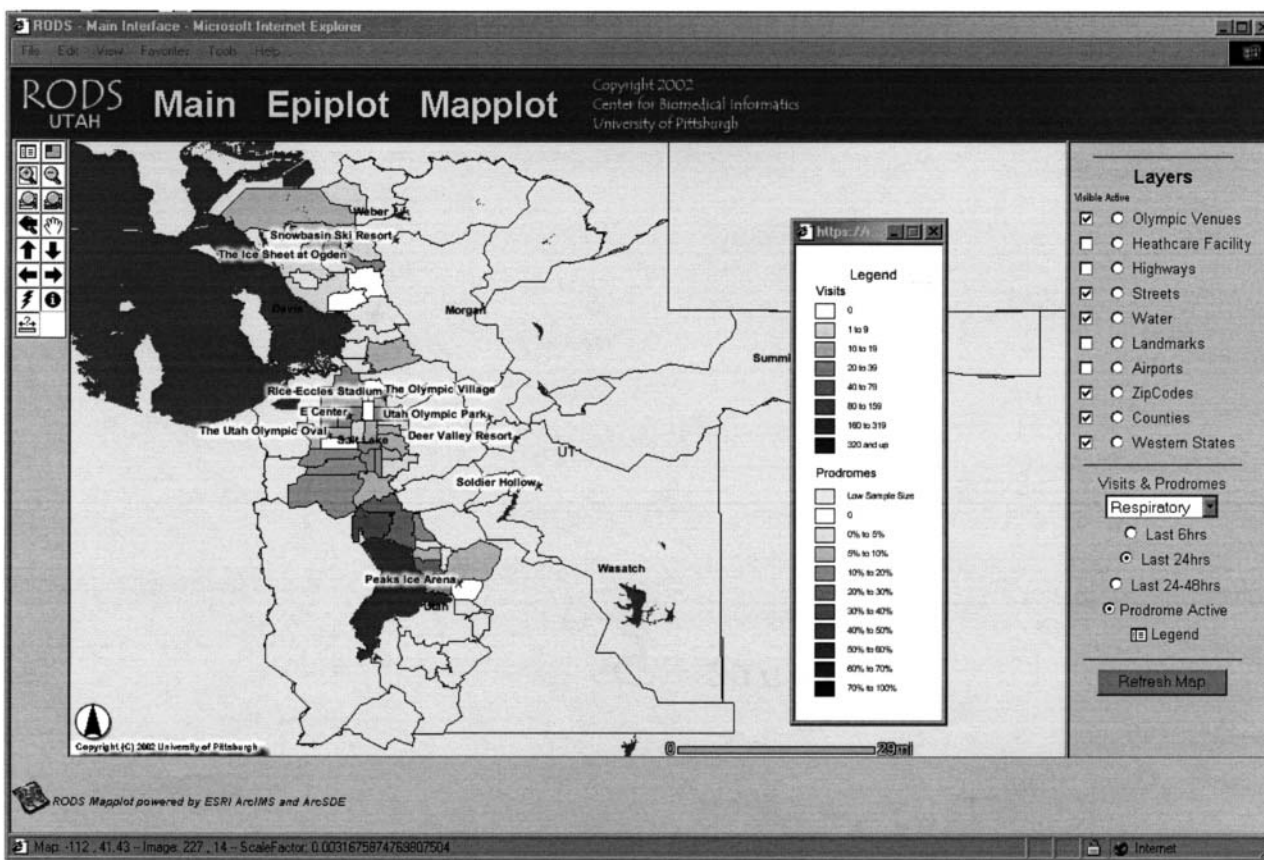 RODS - Main Interface - Microsoft Internet Explorer
File Edit View Favorites Tools Help
RODS
UTAH
Main Epiplot Mapplot
Copyright 2002
Center for Biomedical Informatics
University of Pittsburgh
Weber
Snowbasin Ski Resort
The Ice Sheet at Ogden
Davis
Morgan
Summi
Rice-Eccles Stadium
The Olympic Village
E Center
Utah Olympic Park
The Utah Olympic Oval
Salt Lake
Deer Valley Resort
UT
Soldier Hollow
Wasatch
Peaks Ice Arena
Utah
Copyright (C) 2002 University of Pittsburgh
0 29 mi
https://r...
Legend
Visits
0
1 to 9
10 to 19
20 to 39
40 to 79
80 to 159
160 to 319
320 and up
Prodromes
Low Sample Size
0
0% to 5%
5% to 10%
10% to 20%
20% to 30%
30% to 40%
40% to 50%
50% to 60%
60% to 70%
70% to 100%
Layers
Visible Active
Olympic Venues
Heathcare Facility
Highways
Streets
Water
Landmarks
Airports
ZipCodes
Counties
Western States
Visits & Prodromes
Respiratory
Last 6hrs
Last 24hrs
Last 24-48hrs
Prodrome Active
Legend
Refresh Map
RODS Mapplot powered by ESRI ArcIMS and ArcSDE
Map: -112 , 41.43 -- Image: 227 , 14 -- ScaleFactor: 0.0031675874769807504
Internet